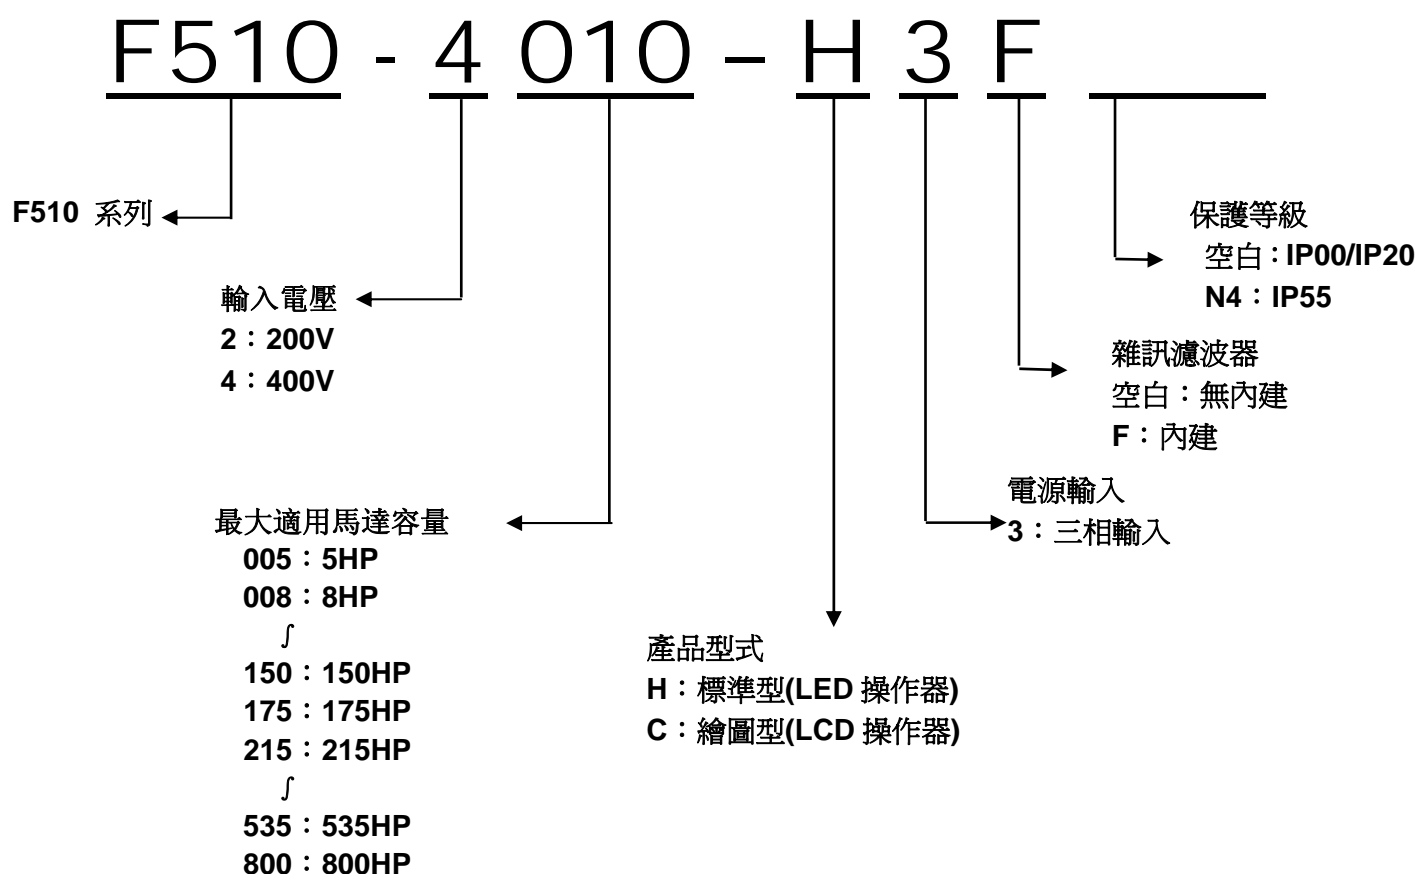 F510 - 4 010 – H 3 F
F510 系列
輸入電壓
2：200V
4：400V
最大適用馬達容量
005：5HP
008：8HP
∫
150：150HP
175：175HP
215：215HP
∫
535：535HP
800：800HP
產品型式
H：標準型(LED 操作器)
C：繪圖型(LCD 操作器)
電源輸入
3：三相輸入
雜訊濾波器
空白：無內建
F：內建
保護等級
空白：IP00/IP20
N4：IP55